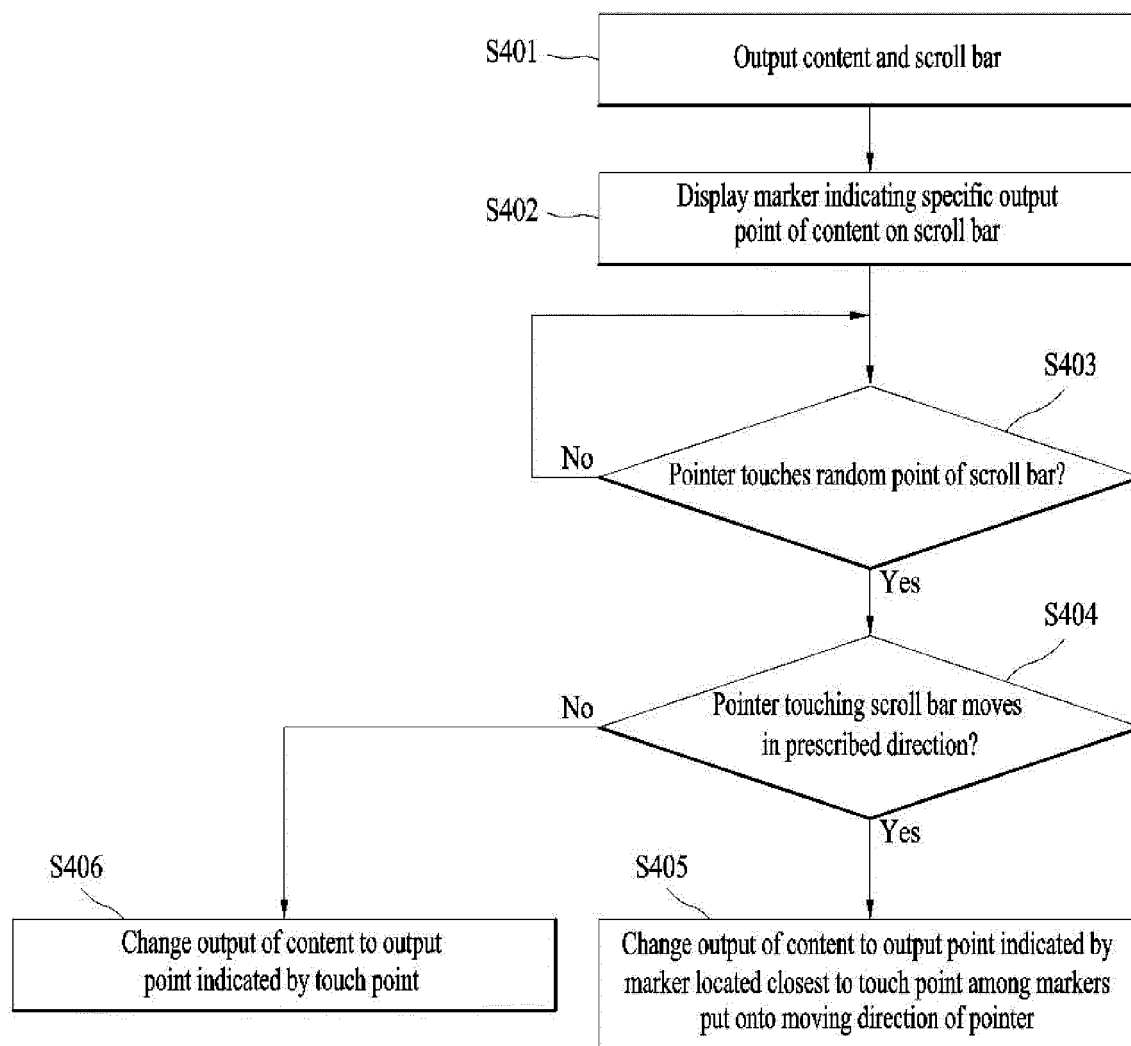 S401
Output content and scroll bar
S402
Display marker indicating specific output
point of content on scroll bar
S403
No
Pointer touches random point of scroll bar?
Yes
S404
No
Pointer touching scroll bar moves
in prescribed direction?
Yes
S406
S405
Change output of content to output
point indicated by touch point
Change output of content to output point indicated by
marker located closest to touch point among markers
put onto moving direction of pointer